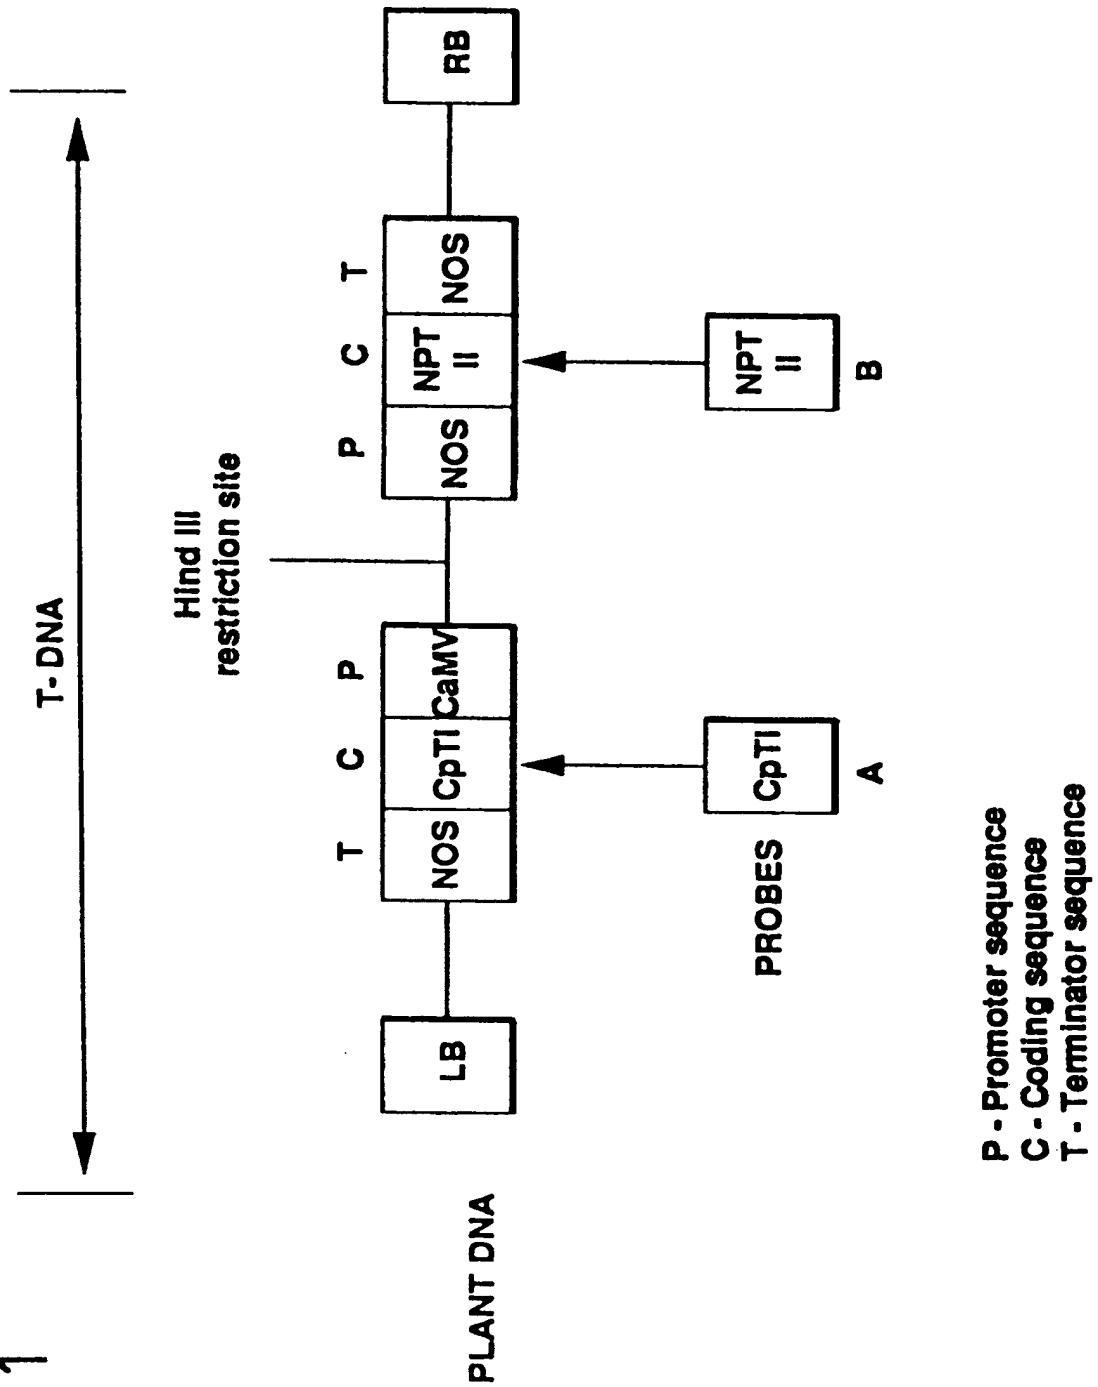 1
T-DNA
Hind III
restriction site
T C P P C T
PLANT DNA
LB NOS CpTI CaMV NOS NPT II NOS RB
PROBES
CpTI
NPT
II
A B
P - Promoter sequence
C - Coding sequence
T - Terminator sequence